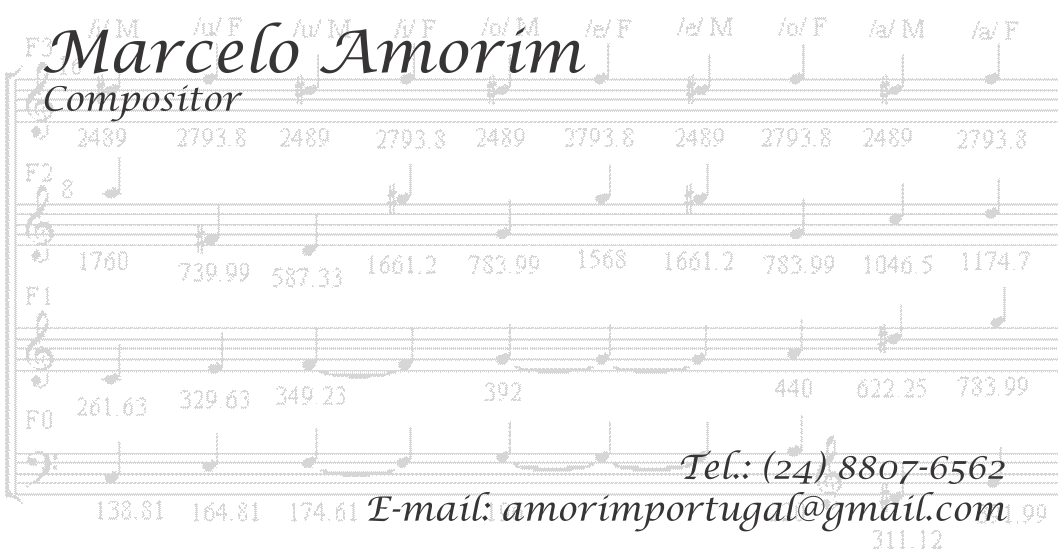 Marcelo Amorim
Compositor
/i/ M /u/ F /u/ M /i/ F /o/ M /e/ F /e/ M /o/ F /a/ M /a/ F
F3
2489 2793.8 2489 2793.8 2489 2793.8 2489 2793.8 2489 2793.8
F2 8
1760 739.99 587.33 1661.2 783.99 1568 1661.2 783.99 1046.5 1174.7
F1
261.63 329.63 349.23 392 440 622.25 783.99
F0
Tel.: (24) 8807-6562
138.81 164.81 174.61
E-mail: amorimportugal@gmail.com
311.12